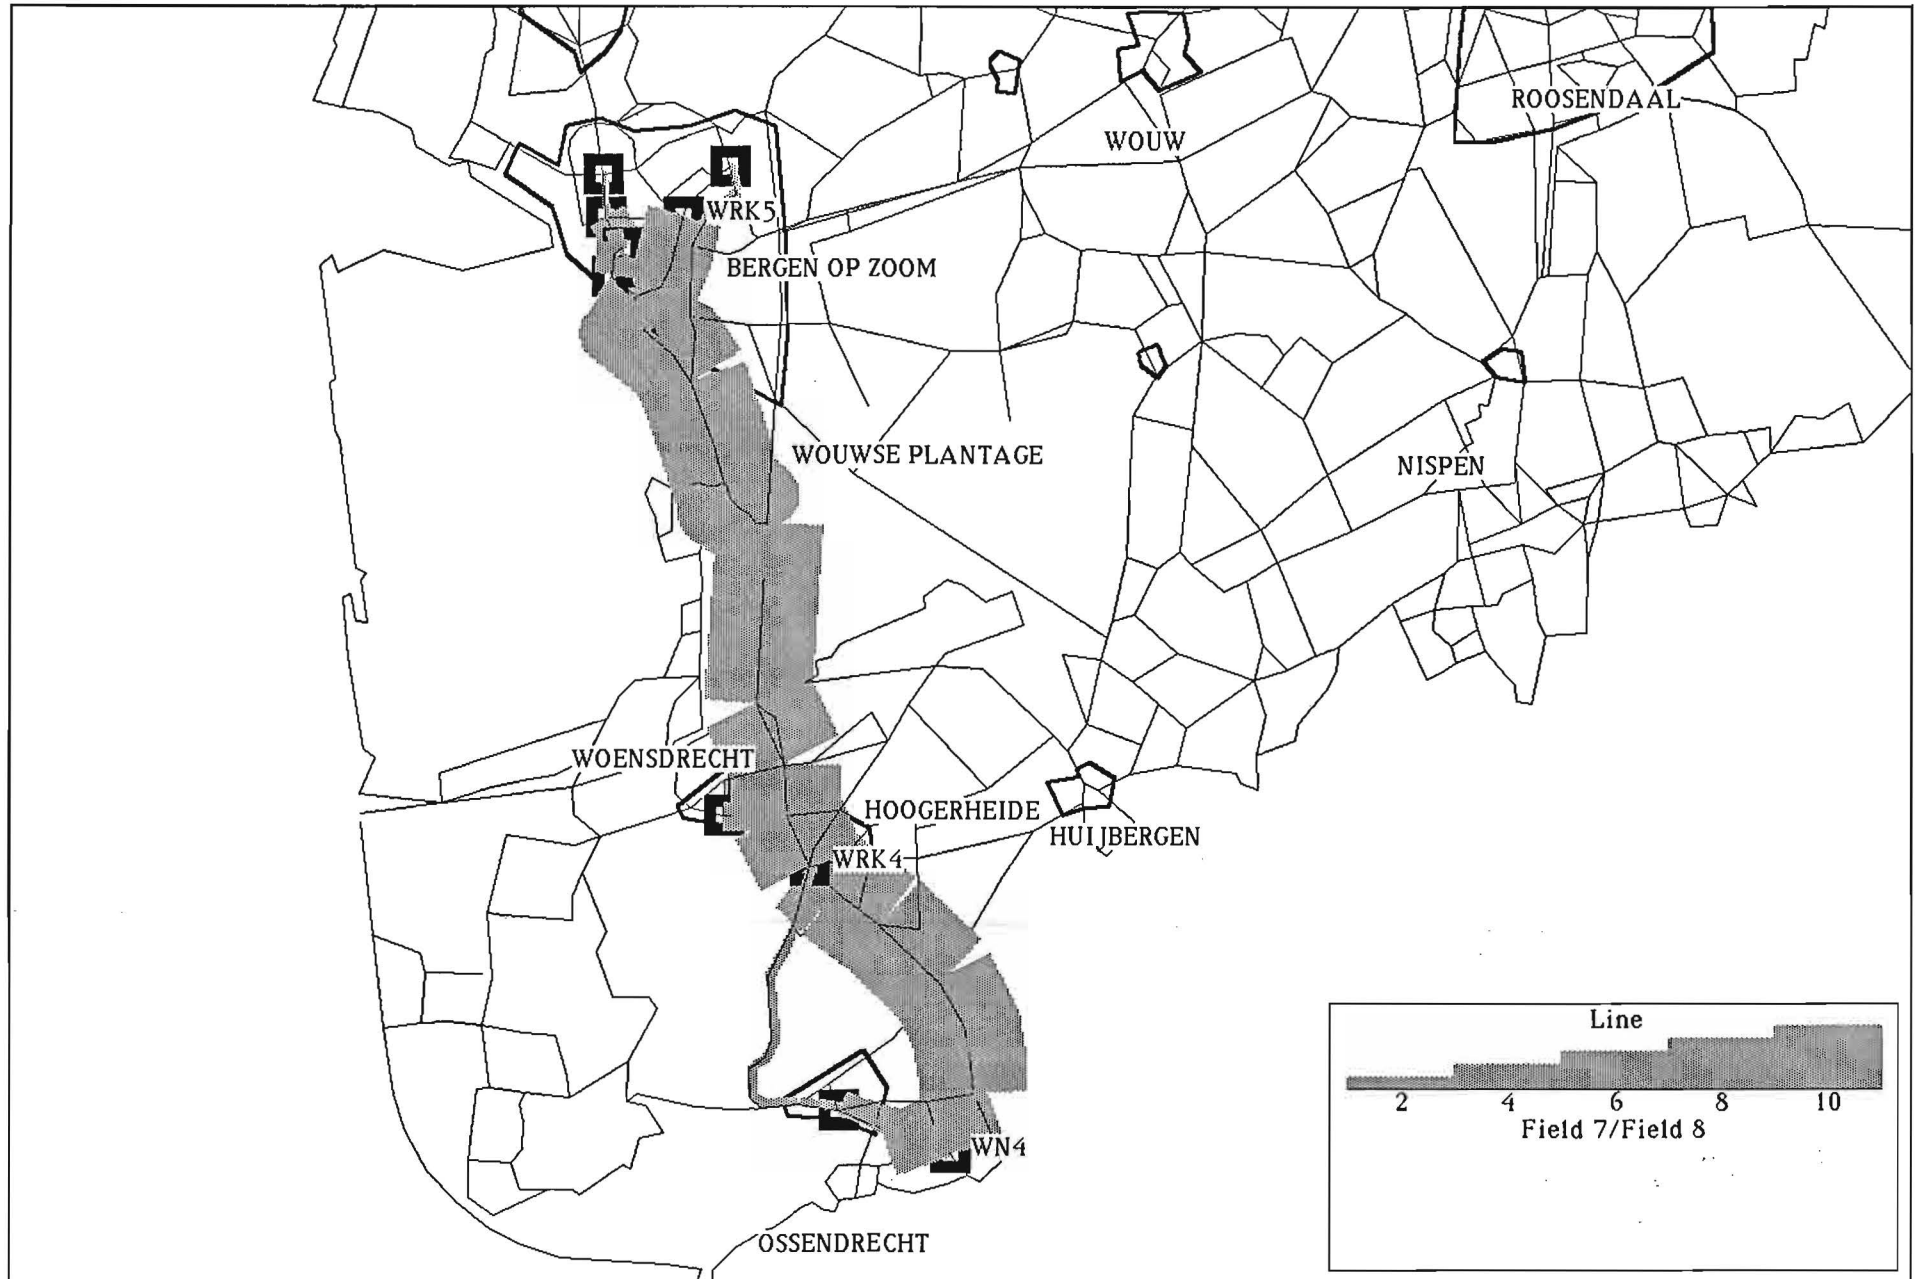 ROOSENDAAL
WOUW
WRK5
BERGEN OP ZOOM
WOUWSE PLANTAGE
NISPEN
WOENSDRECHT
HOOGERHEIDE
HUIJBERGEN
WRK4
WN4
OSSENDRECHT
Line
2 4 6 8 10
Field 7/Field 8